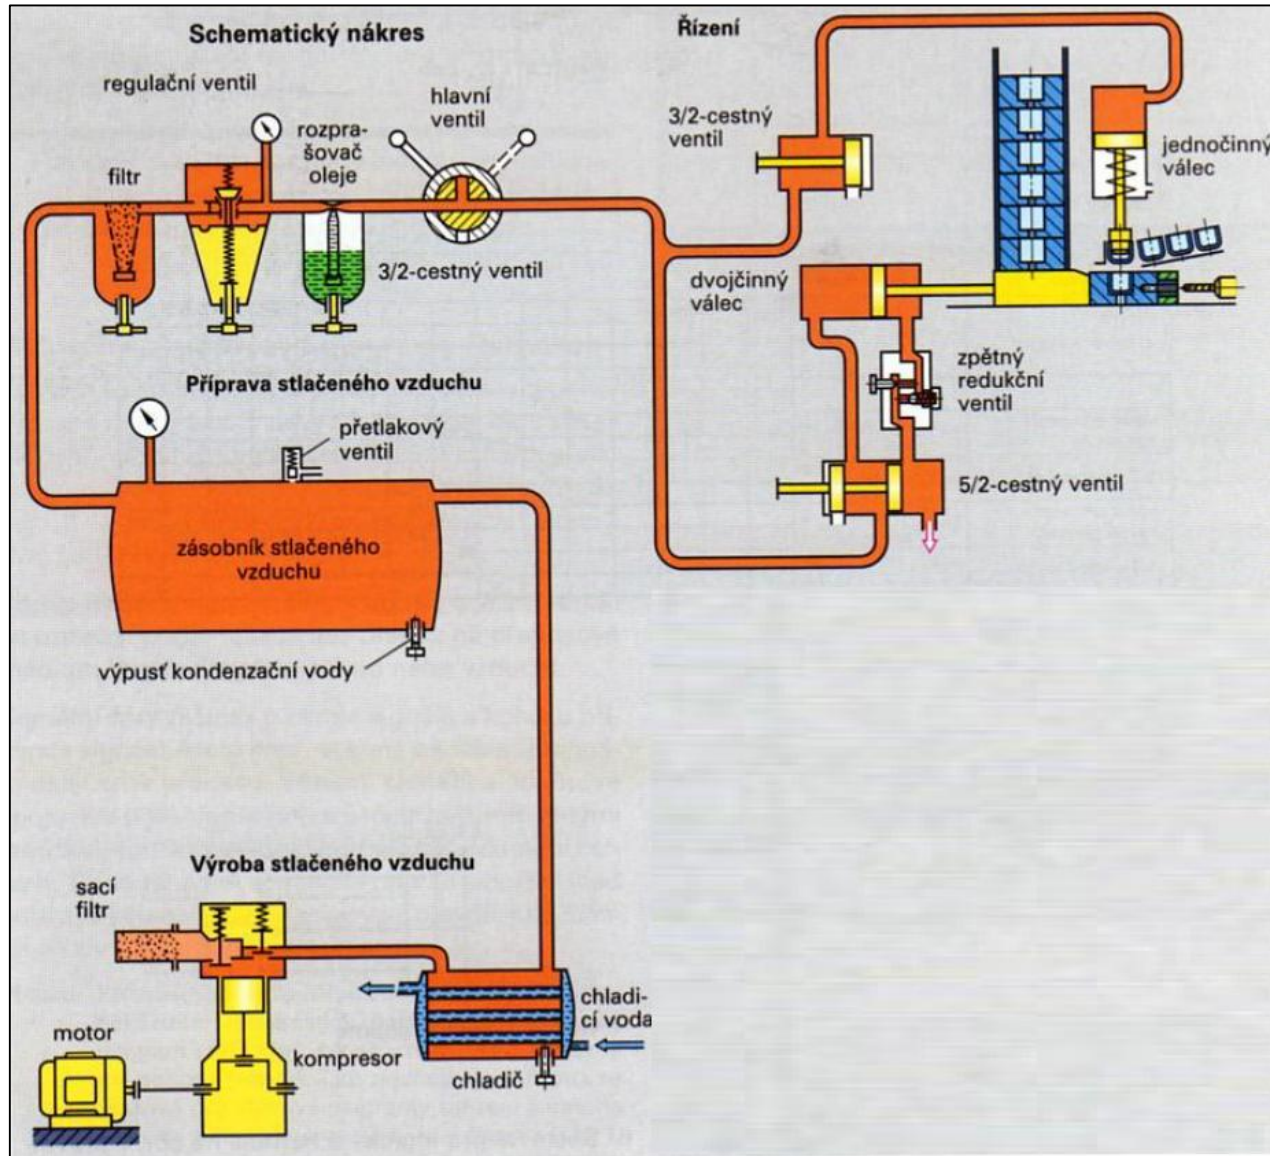 Schematický nákres
Řízení
regulační ventil
hlavní
ventil
rozpra-
šovač
oleje
filtr
3/2-cestný ventil
3/2-cestný
ventil
jednočinný
válec
dvojčinný
válec
zpětný
redukční
ventil
5/2-cestný ventil
Příprava stlačeného vzduchu
přetlakový
ventil
zásobník stlačeného
vzduchu
výpusť kondenzační vody
Výroba stlačeného vzduchu
sací
filtr
motor
kompresor
chladi-
cí voda
chladič